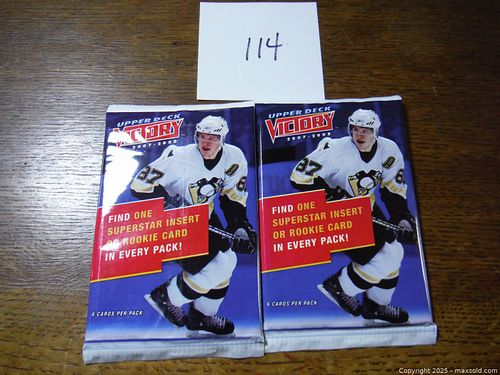 114
UPPER DECK
VICTORY
2007-2008
87
FIND ONE
SUPERSTAR INSERT
OR ROOKIE CARD
IN EVERY PACK!
6 CARDS PER PACK
UPPER DECK
VICTORY
2007-2008
87
FIND ONE
SUPERSTAR INSERT
OR ROOKIE CARD
IN EVERY PACK!
6 CARDS PER PACK
Copyright © 2025 - maxsold.com